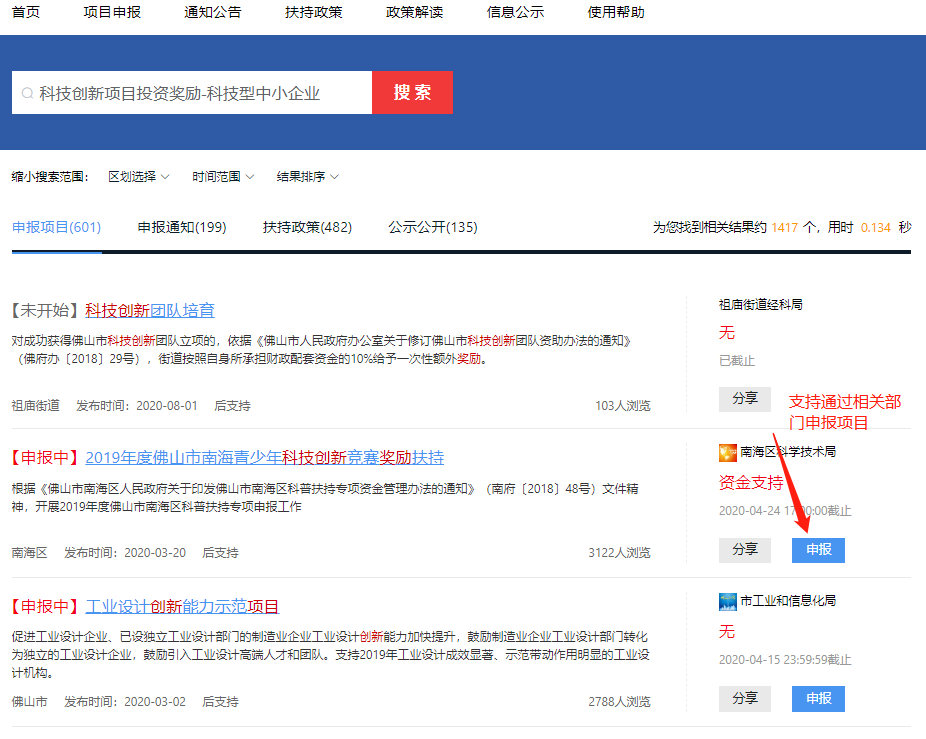 首页 项目申报 通知公告 扶持政策 政策解读 信息公示 使用帮助
科技创新项目投资奖励-科技型中小企业 搜 索
缩小搜索范围: 区划选择 时间范围 结果排序
申报项目(601) 申报通知(199) 扶持政策(482) 公示公开(135) 为您找到相关结果约 1417 个，用时 0.134 秒
【未开始】科技创新团队培育
对成功获得佛山市科技创新团队立项的，依据《佛山市人民政府办公室关于修订佛山市科技创新团队资助办法的通知》
（佛府办〔2018〕29号），街道按照自身所承担财政配套资金的10%给予一次性额外奖励。
祖庙街道 发布时间：2020-08-01 后支持 103人浏览
祖庙街道经科局
无
已截止
分享
支持通过相关部
门申报项目
【申报中】2019年度佛山市南海青少年科技创新竞赛奖励扶持
根据《佛山市南海区人民政府关于印发佛山市南海区科普扶持专项资金管理办法的通知》（南府〔2018〕48号）文件精
神，开展2019年度佛山市南海区科普扶持专项申报工作
南海区 发布时间：2020-03-20 后支持 3122人浏览
南海区科学技术局
资金支持
2020-04-24 17:00:00截止
分享 申报
【申报中】工业设计创新能力示范项目
促进工业设计企业、已设独立工业设计部门的制造业企业工业设计创新能力加快提升，鼓励制造业企业工业设计部门转化
为独立的工业设计企业，鼓励引入工业设计高端人才和团队。支持2019年工业设计成效显著、示范带动作用明显的工业设
计机构。
佛山市 发布时间：2020-03-02 后支持 2788人浏览
市工业和信息化局
无
2020-04-15 23:59:59截止
分享 申报